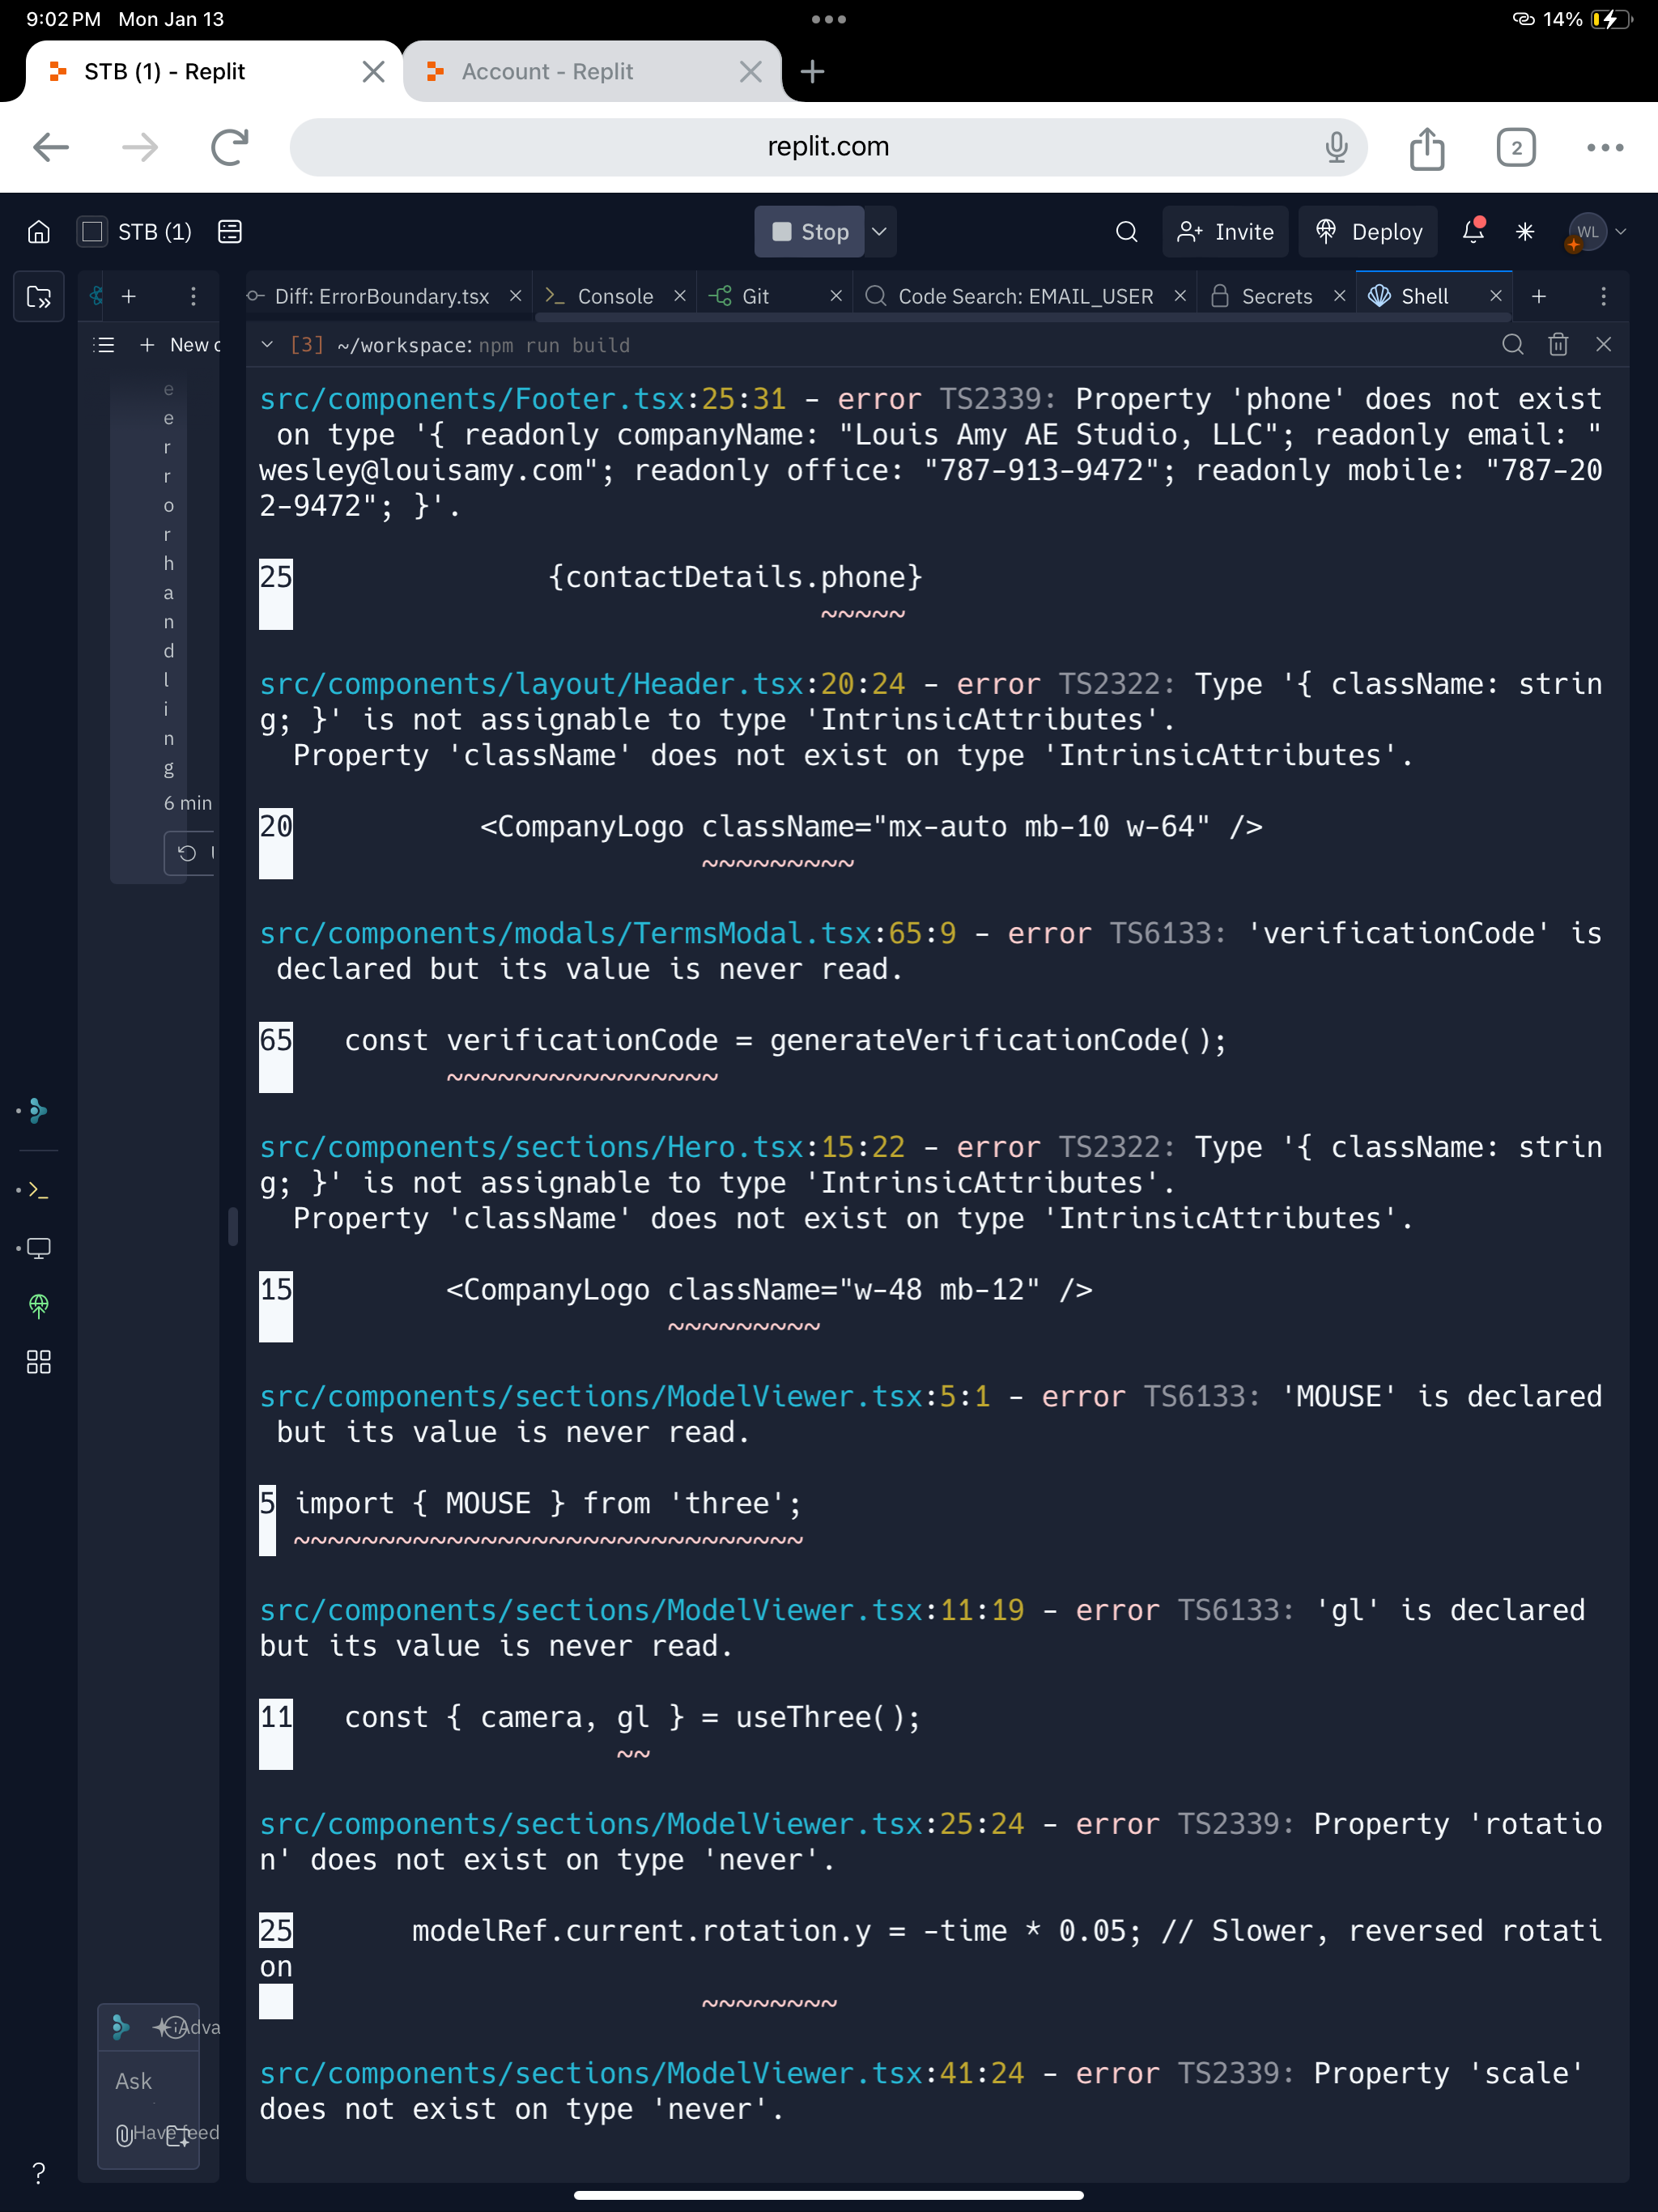 9:02 PM Mon Jan 13
14%
STB (1) - Replit
Account - Replit
replit.com
2
STB (1)
Stop
Invite
Deploy
WL
Diff: ErrorBoundary.tsx
Console
Git
Code Search: EMAIL_USER
Secrets
Shell
New
[3] ~/workspace: npm run build
e
e
r
r
o
r
h
a
n
d
l
i
n
g
6 min
src/components/Footer.tsx:25:31 - error TS2339: Property 'phone' does not exist
on type '{ readonly companyName: "Louis Amy AE Studio, LLC"; readonly email: "
wesley@louisamy.com"; readonly office: "787-913-9472"; readonly mobile: "787-20
2-9472"; }'.
25 {contactDetails.phone}
~~~~~
src/components/layout/Header.tsx:20:24 - error TS2322: Type '{ className: strin
g; }' is not assignable to type 'IntrinsicAttributes'.
Property 'className' does not exist on type 'IntrinsicAttributes'.
20 <CompanyLogo className="mx-auto mb-10 w-64" />
~~~~~~~~~
src/components/modals/TermsModal.tsx:65:9 - error TS6133: 'verificationCode' is
declared but its value is never read.
65 const verificationCode = generateVerificationCode();
~~~~~~~~~~~~~~~~
src/components/sections/Hero.tsx:15:22 - error TS2322: Type '{ className: strin
g; }' is not assignable to type 'IntrinsicAttributes'.
Property 'className' does not exist on type 'IntrinsicAttributes'.
15 <CompanyLogo className="w-48 mb-12" />
~~~~~~~~~
src/components/sections/ModelViewer.tsx:5:1 - error TS6133: 'MOUSE' is declared
but its value is never read.
5 import { MOUSE } from 'three';
~~~~~~~~~~~~~~~~~~~~~~~~~~~~~~
src/components/sections/ModelViewer.tsx:11:19 - error TS6133: 'gl' is declared
but its value is never read.
11 const { camera, gl } = useThree();
~~
src/components/sections/ModelViewer.tsx:25:24 - error TS2339: Property 'rotatio
n' does not exist on type 'never'.
25 modelRef.current.rotation.y = -time * 0.05; // Slower, reversed rotati
on
~~~~~~~~
src/components/sections/ModelViewer.tsx:41:24 - error TS2339: Property 'scale'
does not exist on type 'never'.
Adva
Ask
Have feed
?